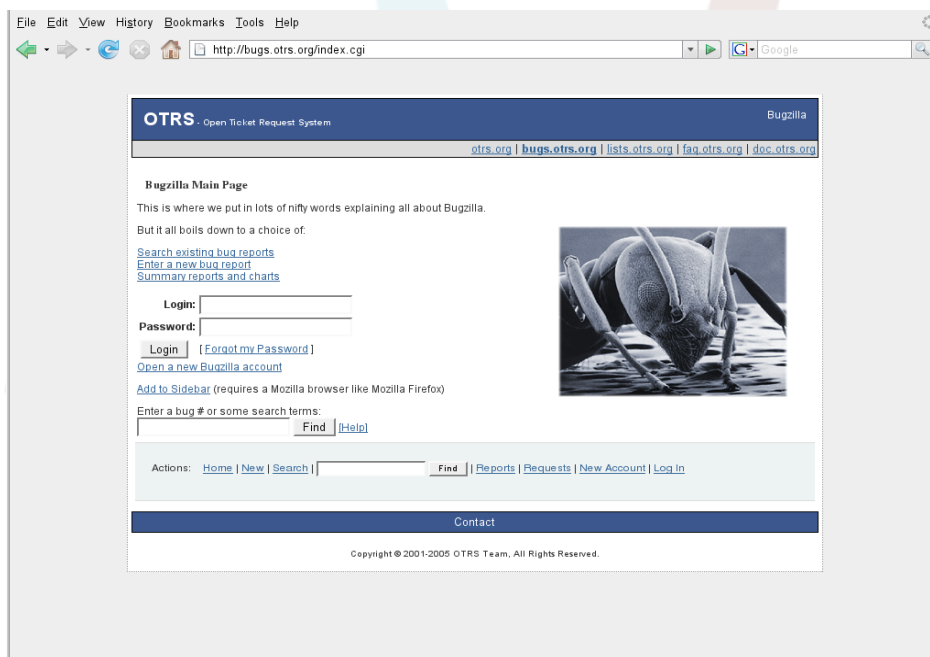 File Edit View History Bookmarks Tools Help
http://bugs.otrs.org/index.cgi
G Google
OTRS - Open Ticket Request System
Bugzilla
otrs.org | bugs.otrs.org | lists.otrs.org | faq.otrs.org | doc.otrs.org
Bugzilla Main Page
This is where we put in lots of nifty words explaining all about Bugzilla.
But it all boils down to a choice of:
Search existing bug reports
Enter a new bug report
Summary reports and charts
Login:
Password:
Login [ Forgot my Password ]
Open a new Bugzilla account
Add to Sidebar (requires a Mozilla browser like Mozilla Firefox)
Enter a bug # or some search terms:
Find [Help]
Actions: Home | New | Search | Find | Reports | Requests | New Account | Log In
Contact
Copyright © 2001-2005 OTRS Team, All Rights Reserved.